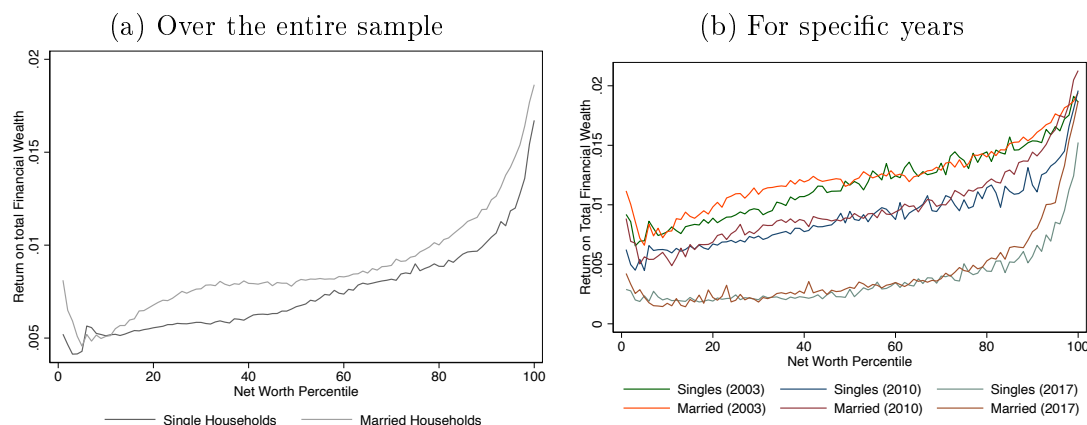 (a) Over the entire sample
Return on Total Financial Wealth
.005
.01
.015
.02
0
20
40
60
80
100
Net Worth Percentile
Single Households
Married Households
(b) For specific years
Return on Total Financial Wealth
0
.005
.01
.015
.02
0
20
40
60
80
100
Net Worth Percentile
Singles (2003)
Singles (2010)
Singles (2017)
Married (2003)
Married (2010)
Married (2017)